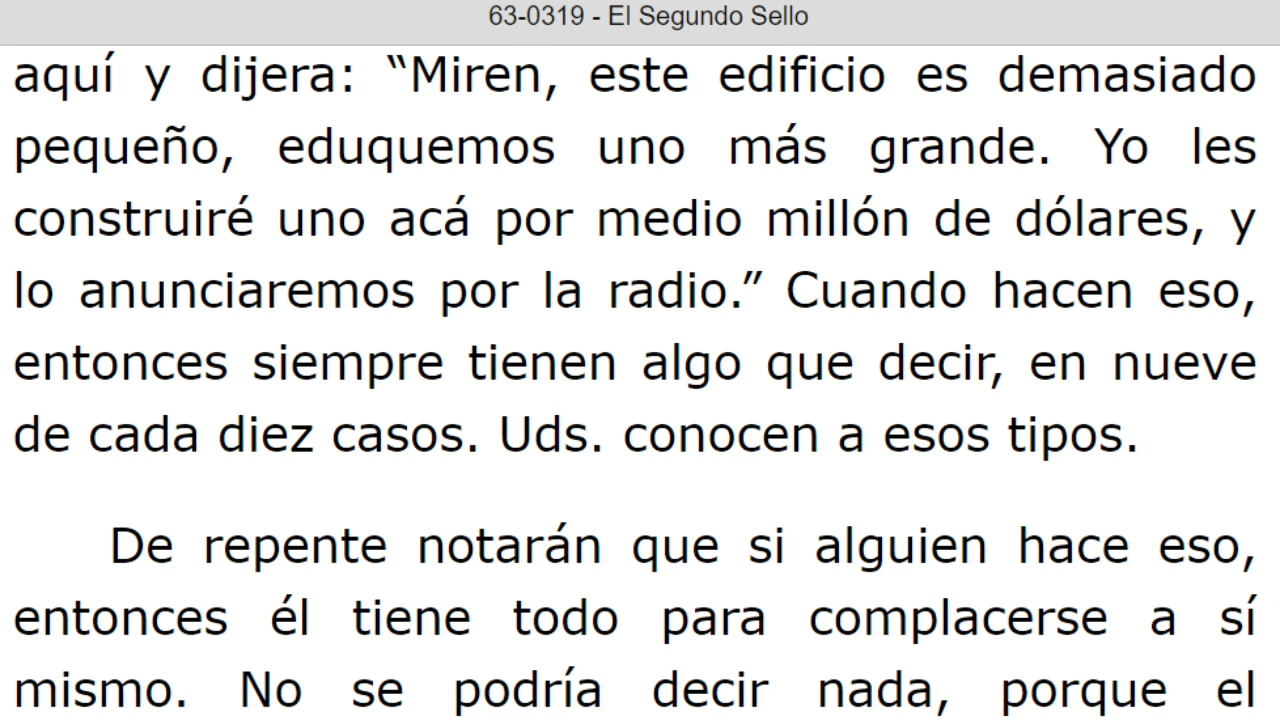 63-0319 - El Segundo Sello
aquí y dijera: “Miren, este edificio es demasiado
pequeño, eduquemos uno más grande. Yo les
construiré uno acá por medio millón de dólares, y
lo anunciaremos por la radio.” Cuando hacen eso,
entonces siempre tienen algo que decir, en nueve
de cada diez casos. Uds. conocen a esos tipos.
De repente notarán que si alguien hace eso,
entonces él tiene todo para complacerse a sí
mismo. No se podría decir nada, porque el